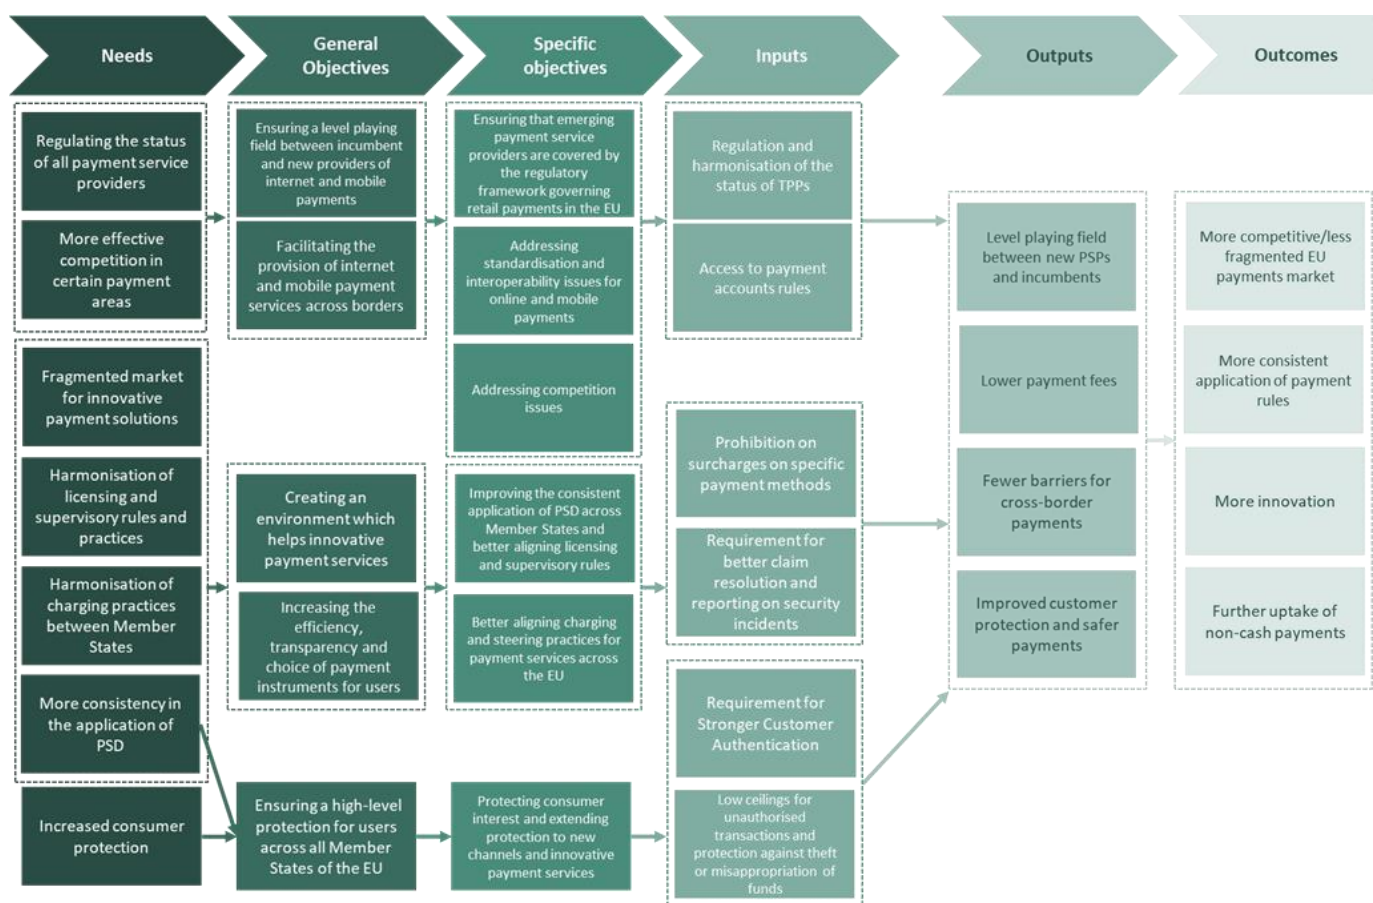 Needs
General
Objectives
Specific
objectives
Inputs
Outputs
Outcomes
Regulating the status
of all payment service
providers
More effective
competition in
certain payment
areas
Fragmented market
for innovative
payment solutions
Harmonisation of
licensing and
supervisory rules and
practices
Harmonisation of
charging practices
between Member
States
More consistency in
the application of
PSD
Increased consumer
protection
Ensuring a level playing
field between incumbent
and new providers of
internet and mobile
payments
Facilitating the
provision of internet
and mobile payment
services across borders
Creating an
environment which
helps innovative
payment services
Increasing the
efficiency,
transparency and
choice of payment
instruments for users
Ensuring a high-level
protection for users
across all Member
States of the EU
Ensuring that emerging
payment service
providers are covered by
the regulatory
framework governing
retail payments in the EU
Addressing
standardisation and
interoperability issues for
online and mobile
payments
Addressing competition
issues
Improving the consistent
application of PSD across
Member States and
better aligning licensing
and supervisory rules
Better aligning charging
and steering practices for
payment services across
the EU
Protecting consumer
interest and extending
protection to new
channels and innovative
payment services
Regulation and
harmonisation of the
status of TPPs
Access to payment
accounts rules
Prohibition on
surcharges on specific
payment methods
Requirement for
better claim
resolution and
reporting on security
incidents
Requirement for
Stronger Customer
Authentication
Low ceilings for
unauthorised
transactions and
protection against theft
or misappropriation of
funds
Level playing field
between new PSPs
and incumbents
Lower payment fees
Fewer barriers for
cross-border
payments
Improved customer
protection and safer
payments
More competitive/less
fragmented EU
payments market
More consistent
application of payment
rules
More innovation
Further uptake of
non-cash payments